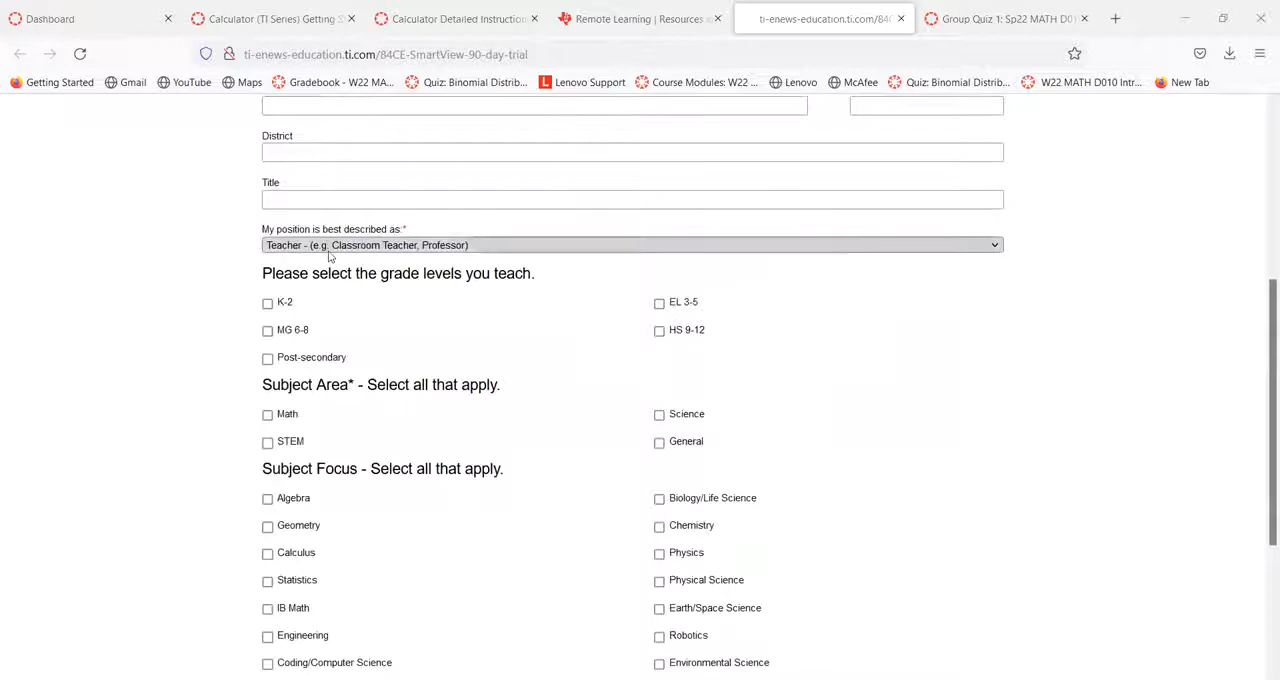 Dashboard
Calculator (TI Series) Getting S
Calculator Detailed Instruction
Remote Learning | Resources
ti-enews-education.ti.com/84C
Group Quiz 1: Sp22 MATH D01
ti-enews-education.ti.com/84CE-SmartView-90-day-trial
Getting Started
Gmail
YouTube
Maps
Gradebook - W22 MA...
Quiz: Binomial Distrib...
Lenovo Support
Course Modules: W22 ...
Lenovo
McAfee
Quiz: Binomial Distrib...
W22 MATH D010 Intr...
New Tab
District
Title
My position is best described as:*
Teacher - (e.g. Classroom Teacher, Professor)
Please select the grade levels you teach.
K-2
EL 3-5
MG 6-8
HS 9-12
Post-secondary
Subject Area* - Select all that apply.
Math
Science
STEM
General
Subject Focus - Select all that apply.
Algebra
Biology/Life Science
Geometry
Chemistry
Calculus
Physics
Statistics
Physical Science
IB Math
Earth/Space Science
Engineering
Robotics
Coding/Computer Science
Environmental Science